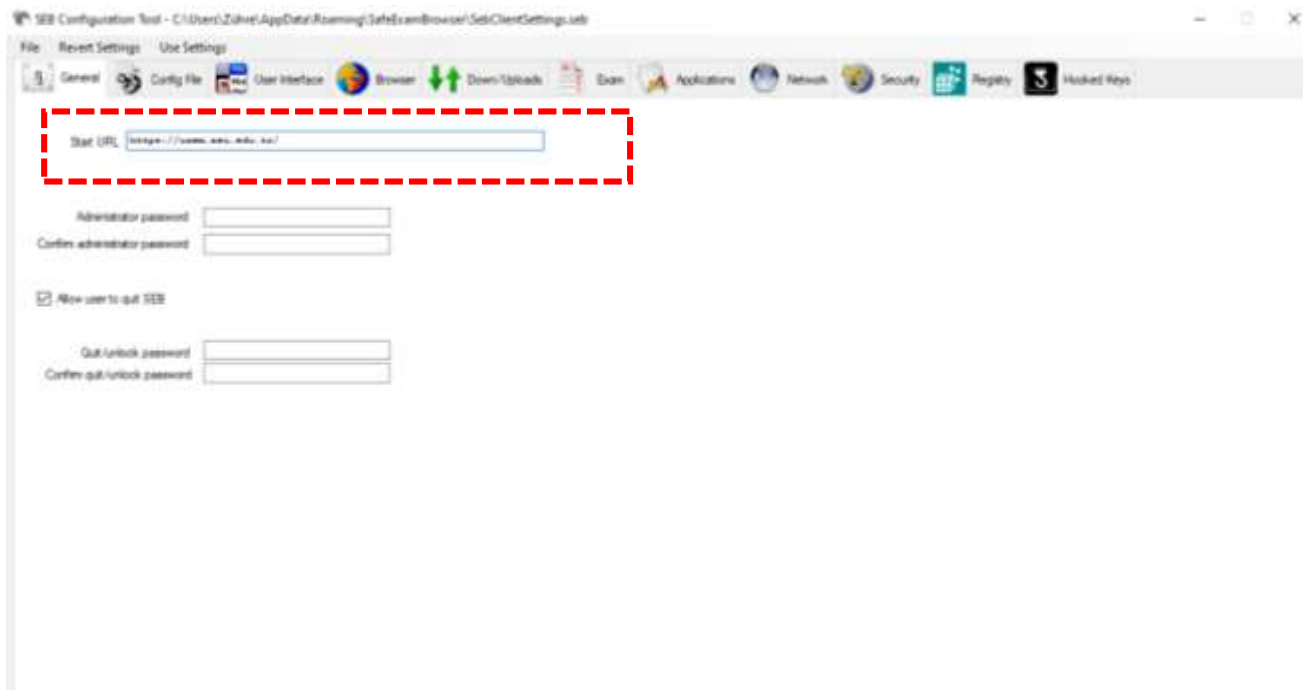 SEB Configuration Tool - C:\Users\Zuhre\AppData\Roaming\SafeExamBrowser\SebClientSettings.seb
File Revert Settings Use Settings
General Config File User Interface Browser Down/Uploads Exam Applications Network Security Registry Hooked Keys
Start URL
Administrator password
Confirm administrator password
Allow user to quit SEB
Quit/unlock password
Confirm quit/unlock password